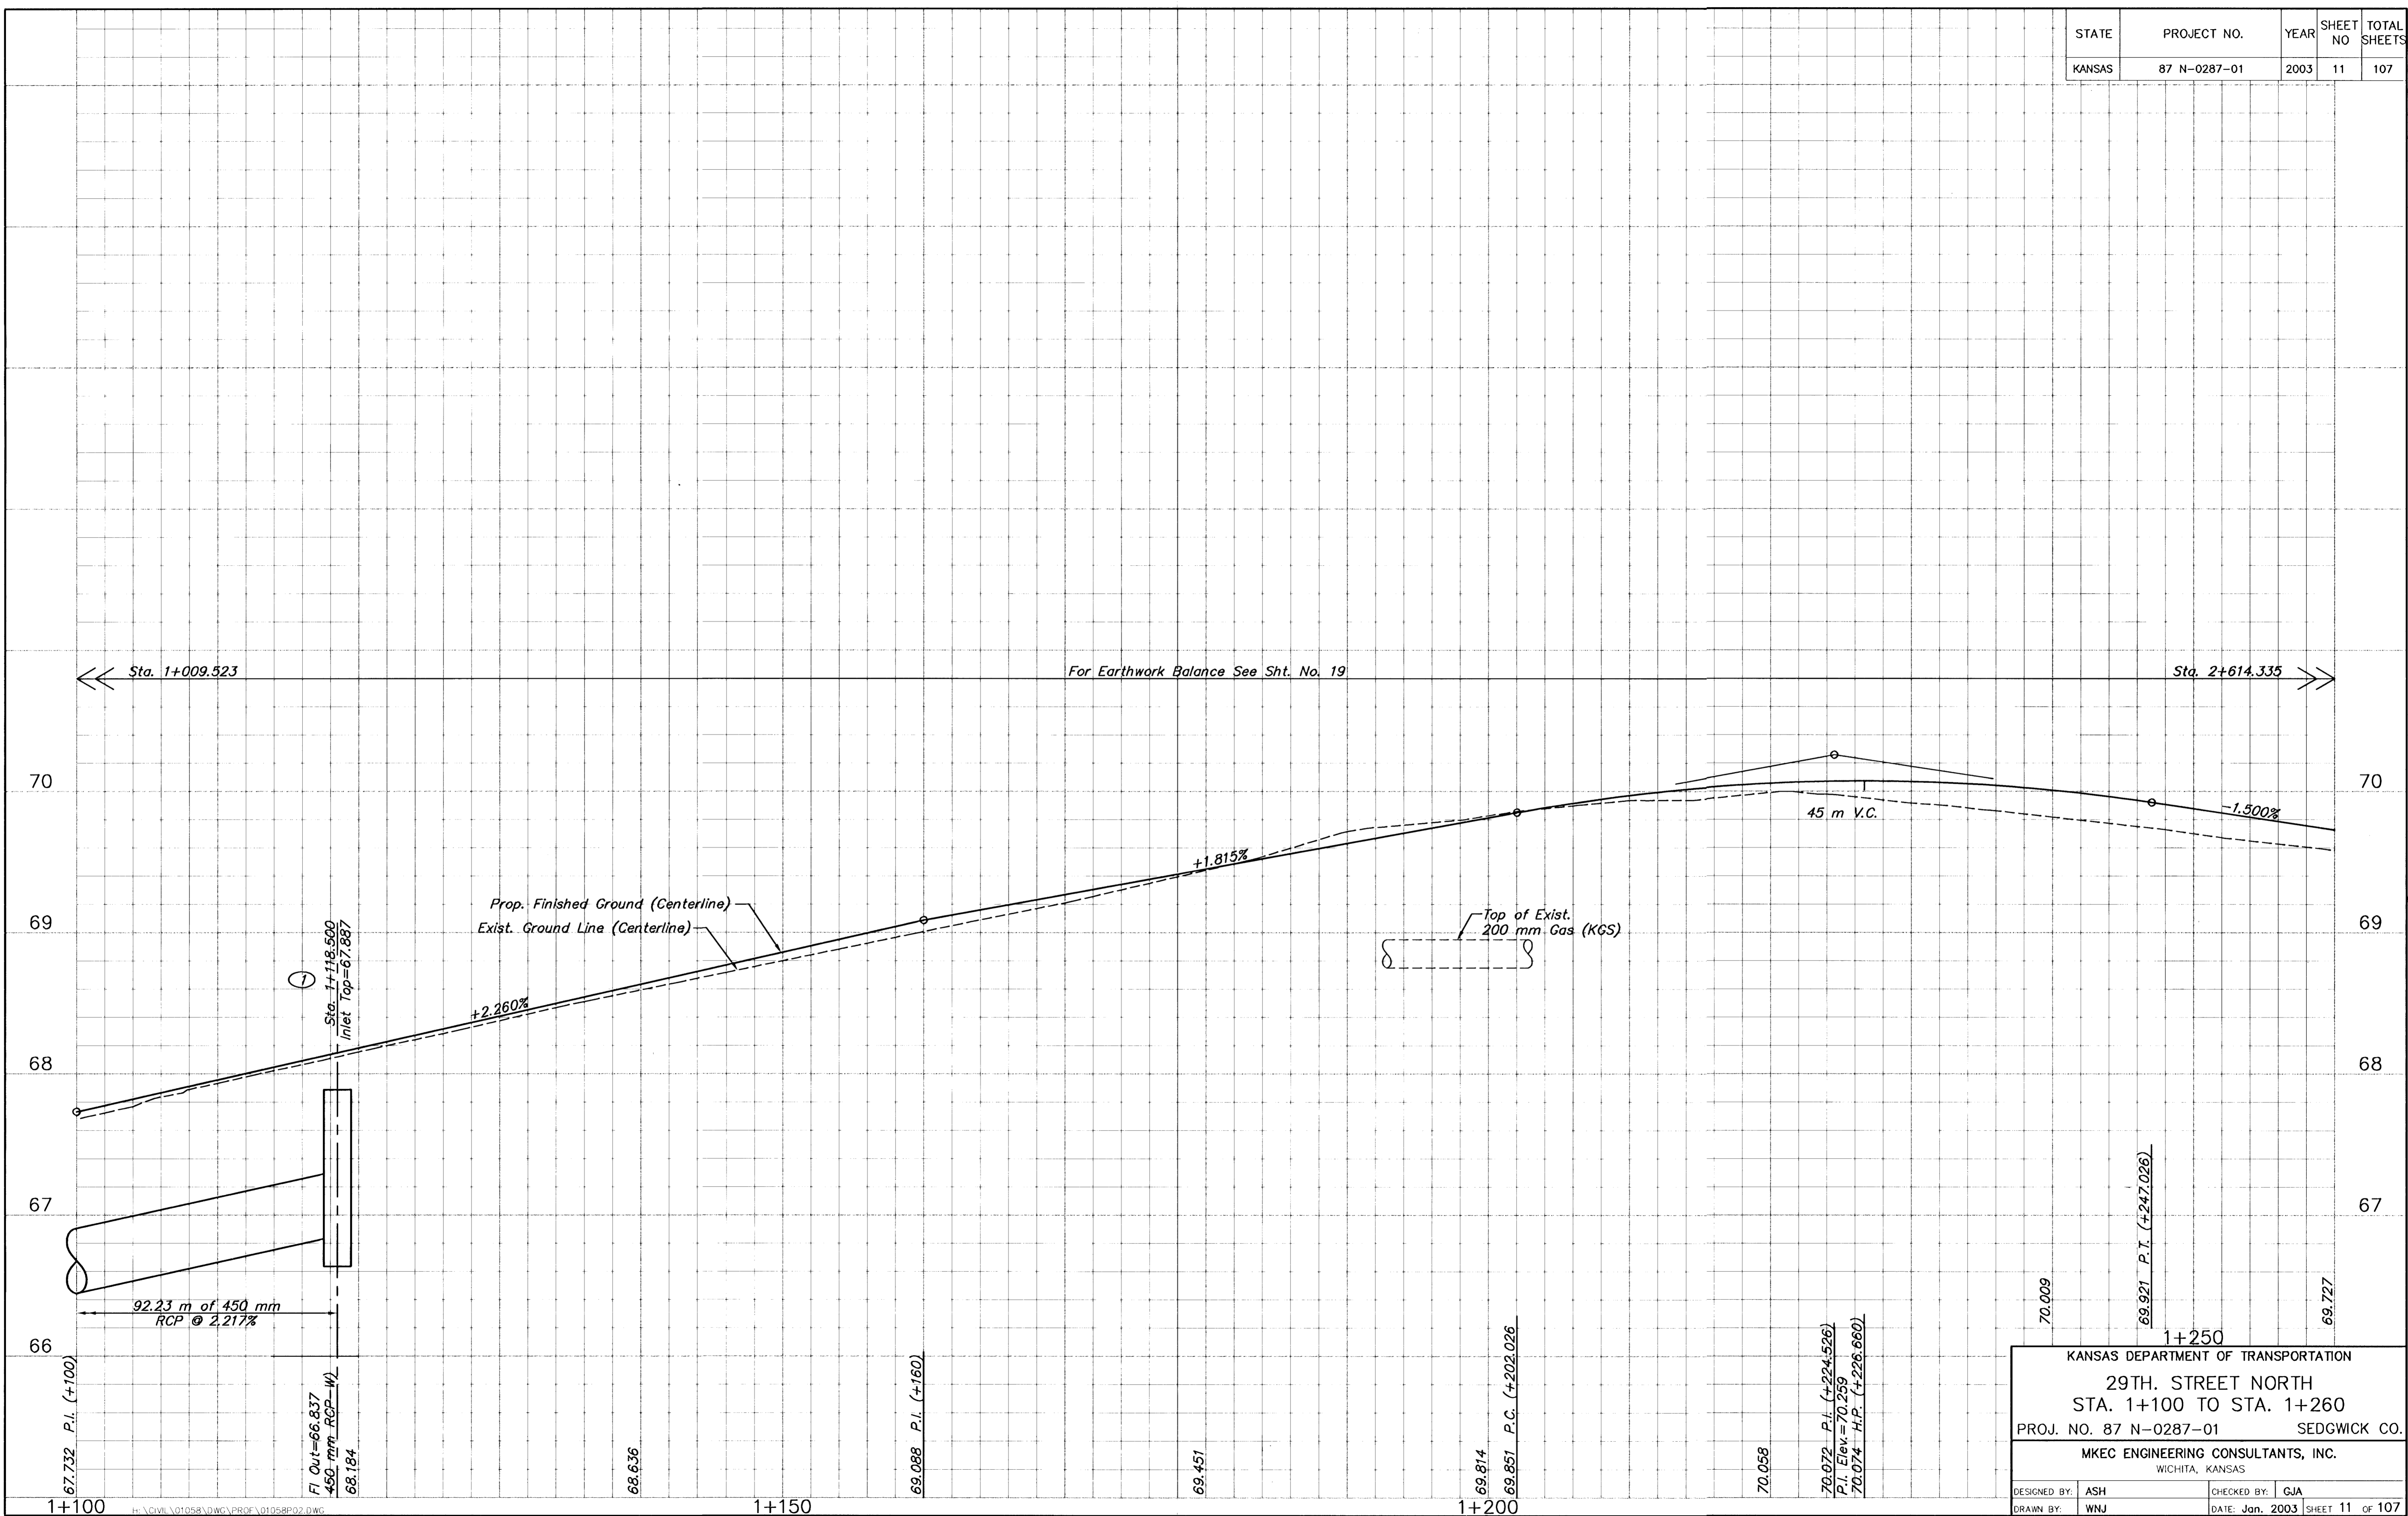 STATE PROJECT NO. YEAR SHEET NO TOTAL SHEETS
KANSAS 87 N-0287-01 2003 11 107
Sta. 1+009.523
For Earthwork Balance See Sht. No. 19
Sta. 2+614.335
70
70
45 m V.C.
-1.500%
+1.815%
Prop. Finished Ground (Centerline)
Exist. Ground Line (Centerline)
69
69
Top of Exist.
200 mm Gas (KGS)
1
Sta. 1+118.500
Inlet Top=67.887
+2.260%
68
68
67
67
92.23 m of 450 mm
RCP @ 2.217%
66
67.732 P.I. (+100)
Fl Out=66.837
450 mm RCP-W)
68.184
68.636
69.088 P.I. (+160)
69.451
69.814
69.851 P.C. (+202.026
70.058
70.072 P.I. (+224.526)
P.I. Elev.=70.259
70.074 H.P. (+226.660)
70.009
69.921 P.T. (+247.026)
69.727
1+100
1+150
1+200
1+250
H:\CIVIL\01058\DWG\PROF\01058P02.DWG
KANSAS DEPARTMENT OF TRANSPORTATION
29TH. STREET NORTH
STA. 1+100 TO STA. 1+260
PROJ. NO. 87 N-0287-01 SEDGWICK CO.
MKEC ENGINEERING CONSULTANTS, INC.
WICHITA, KANSAS
DESIGNED BY: ASH CHECKED BY: GJA
DRAWN BY: WNJ DATE: Jan. 2003 SHEET 11 OF 107